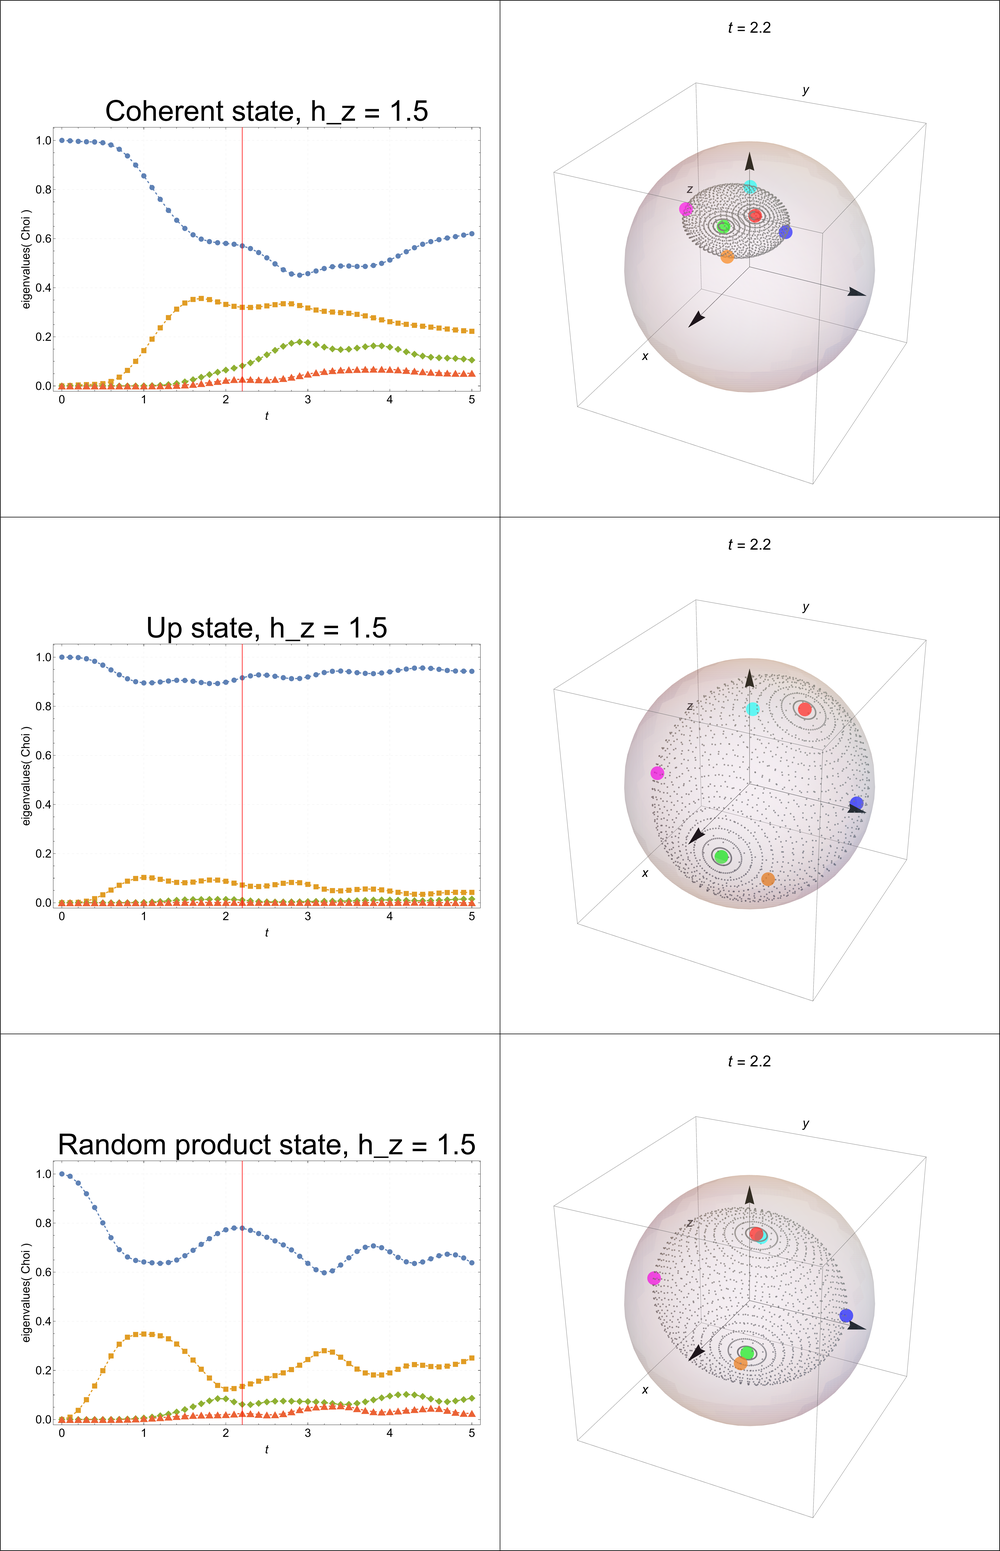 t = 2.2
Coherent state, h_z = 1.5
y
1.0
0.8
z
0.6
eigenvalues( Choi )
0.4
x
0.2
0.0
0 1 2 3 4 5
t
t = 2.2
Up state, h_z = 1.5
y
1.0
0.8
z
0.6
eigenvalues( Choi )
0.4
x
0.2
0.0
0 1 2 3 4 5
t
t = 2.2
Random product state, h_z = 1.5
y
1.0
0.8
z
0.6
eigenvalues( Choi )
0.4
x
0.2
0.0
0 1 2 3 4 5
t